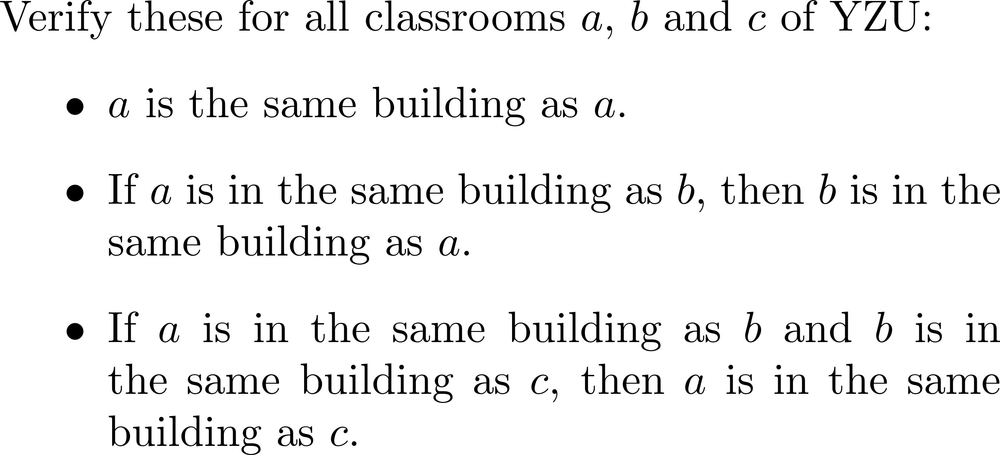 Verify these for all classrooms a, b and c of YZU:
• a is the same building as a.
• If a is in the same building as b, then b is in the
same building as a.
• If a is in the same building as b and b is in
the same building as c, then a is in the same
building as c.